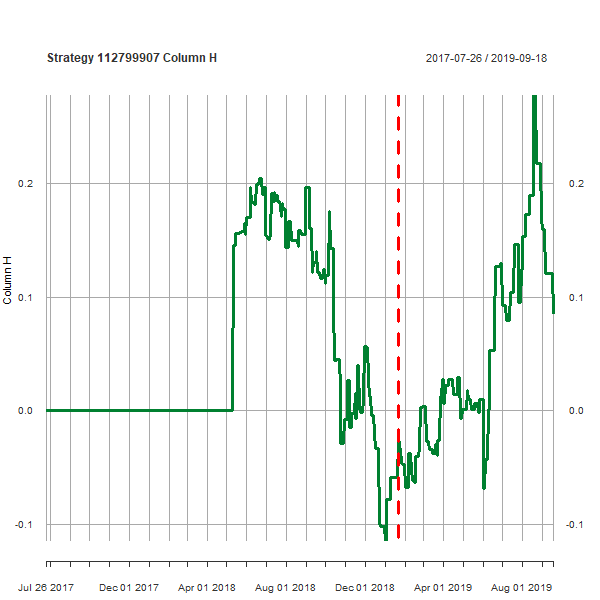 Strategy 112799907 Column H
2017-07-26 / 2019-09-18
Column H
0.2
0.2
0.1
0.1
0.0
0.0
-0.1
-0.1
Jul 26 2017
Dec 01 2017
Apr 01 2018
Aug 01 2018
Dec 01 2018
Apr 01 2019
Aug 01 2019